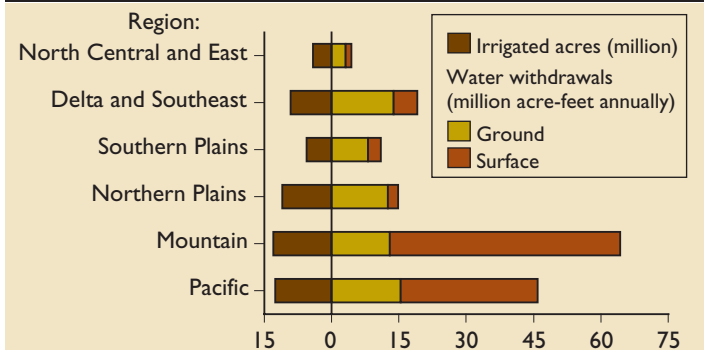 Region:
North Central and East
Delta and Southeast
Southern Plains
Northern Plains
Mountain
Pacific
Irrigated acres (million)
Water withdrawals
(million acre-feet annually)
Ground
Surface
15 0 15 30 45 60 75